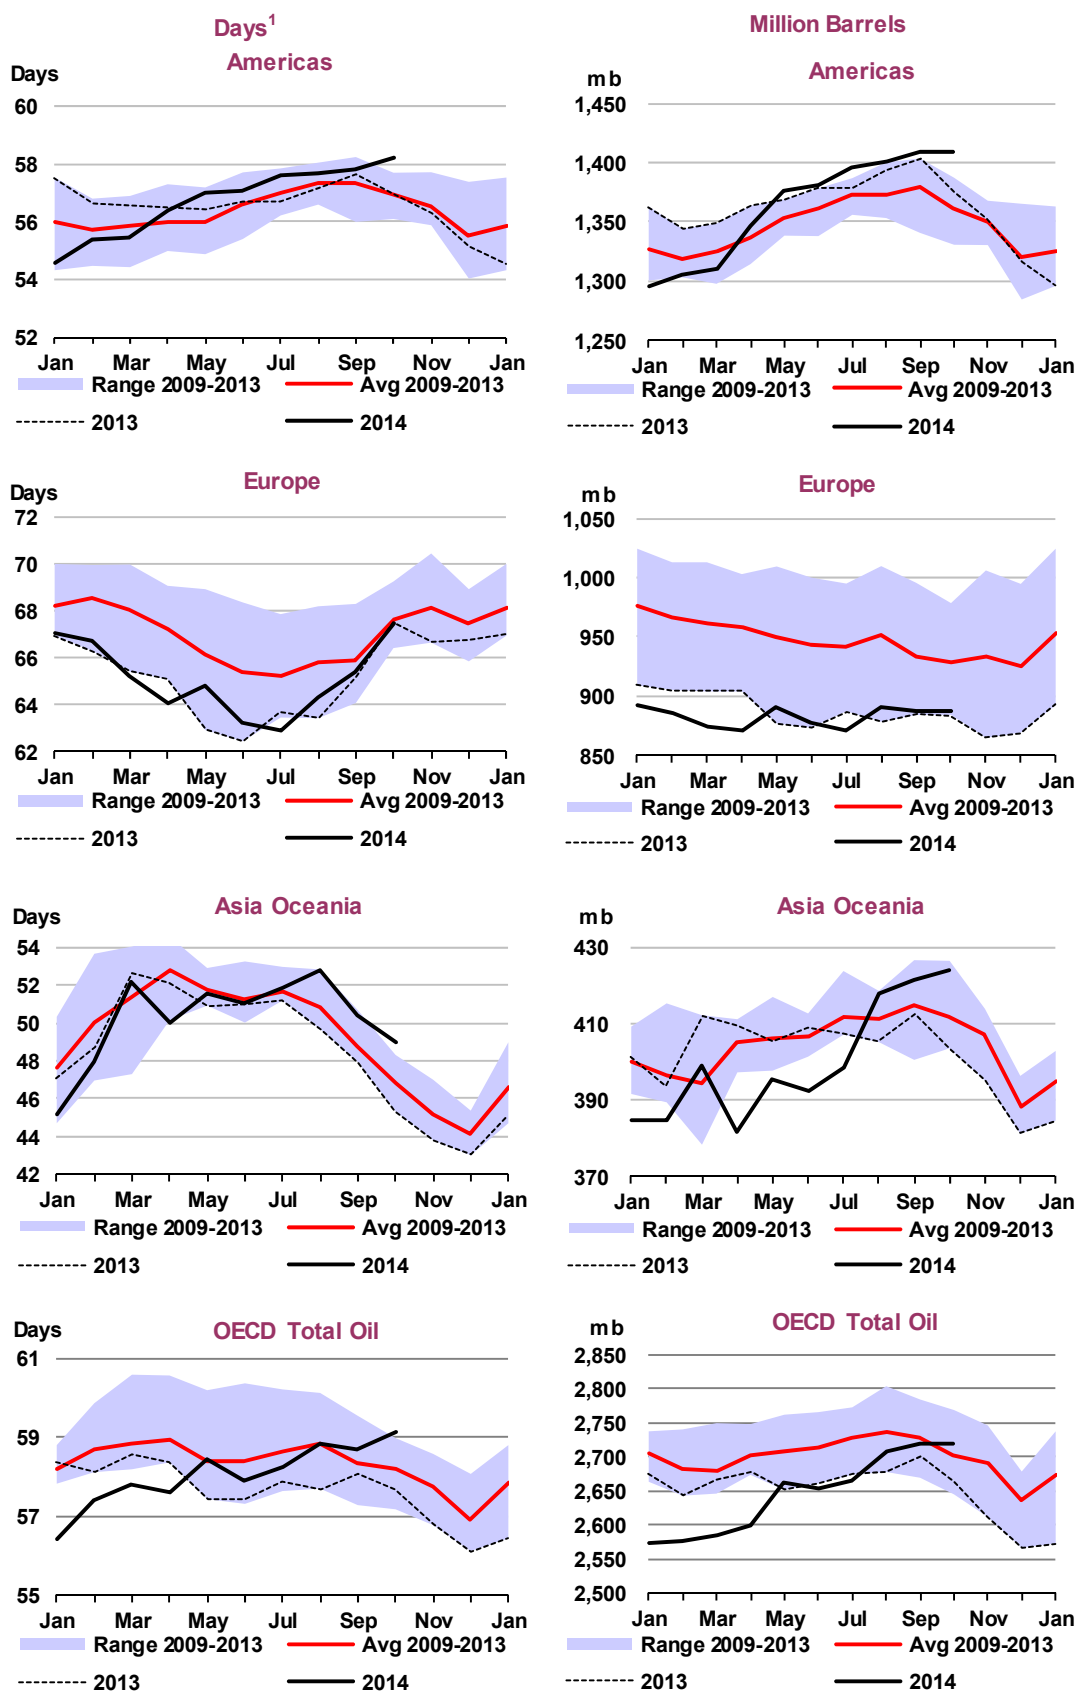 Days¹
Million Barrels
Americas
Days
60
58
56
54
52
Jan Mar May Jul Sep Nov Jan
Range 2009-2013 Avg 2009-2013
2013 2014
Americas
mb
1,450
1,400
1,350
1,300
1,250
Jan Mar May Jul Sep Nov Jan
Range 2009-2013 Avg 2009-2013
2013 2014
Europe
Days
72
70
68
66
64
62
Jan Mar May Jul Sep Nov Jan
Range 2009-2013 Avg 2009-2013
2013 2014
Europe
mb
1,050
1,000
950
900
850
Jan Mar May Jul Sep Nov Jan
Range 2009-2013 Avg 2009-2013
2013 2014
Asia Oceania
Days
54
52
50
48
46
44
42
Jan Mar May Jul Sep Nov Jan
Range 2009-2013 Avg 2009-2013
2013 2014
Asia Oceania
mb
430
410
390
370
Jan Mar May Jul Sep Nov Jan
Range 2009-2013 Avg 2009-2013
2013 2014
OECD Total Oil
Days
61
59
57
55
Jan Mar May Jul Sep Nov Jan
Range 2009-2013 Avg 2009-2013
2013 2014
OECD Total Oil
mb
2,850
2,800
2,750
2,700
2,650
2,600
2,550
2,500
Jan Mar May Jul Sep Nov Jan
Range 2009-2013 Avg 2009-2013
2013 2014